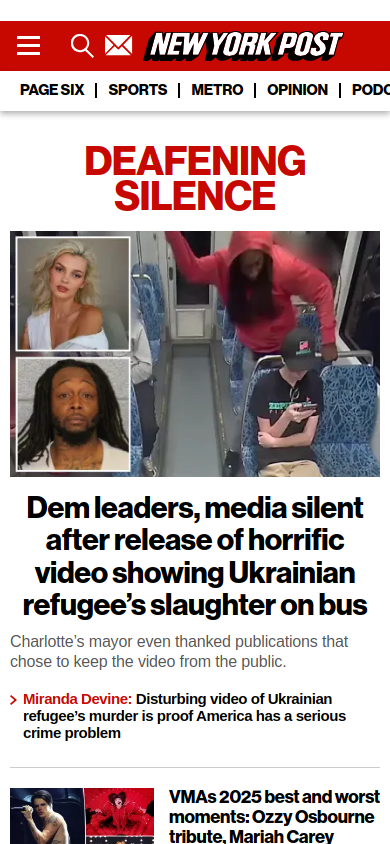 NEW YORK POST
PAGE SIX | SPORTS | METRO | OPINION | PODC
DEAFENING
SILENCE
Dem leaders, media silent
after release of horrific
video showing Ukrainian
refugee’s slaughter on bus
Charlotte’s mayor even thanked publications that
chose to keep the video from the public.
Miranda Devine: Disturbing video of Ukrainian
refugee’s murder is proof America has a serious
crime problem
VMAs 2025 best and worst
moments: Ozzy Osbourne
tribute, Mariah Carey